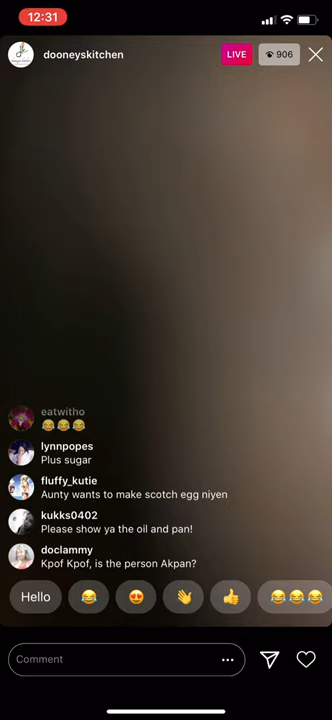 12:31
dooneyskitchen
LIVE
906
eatwitho
😂😂😂
lynnpopes
Plus sugar
fluffy_kutie
Aunty wants to make scotch egg niyen
kukks0402
Please show ya the oil and pan!
doclammy
Kpof Kpof, is the person Akpan?
Hello 😂 😍 👋 👍 😂😂😂
Comment